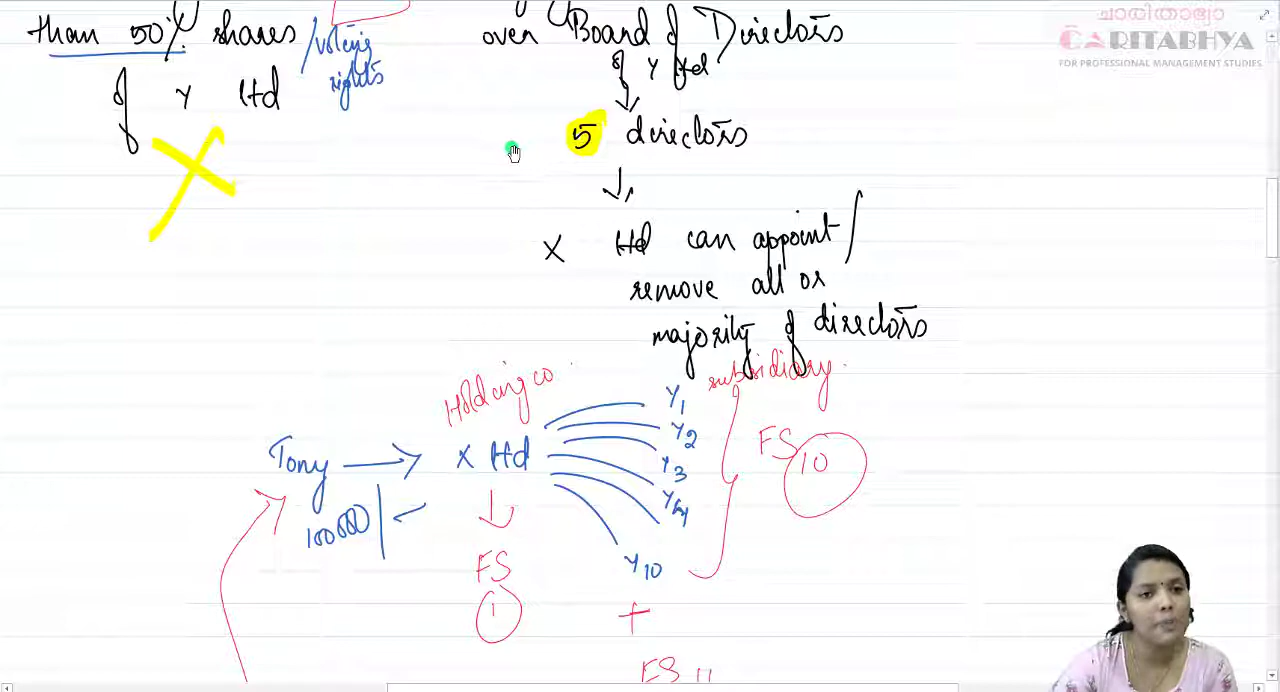 than 50% shares
/voting
rights
of Y ltd
over Board of Directors
of Y ltd
5 directors
X ltd can appoint/
remove all or
majority of directors
ചാരിതാഭ്യാ
CARITABHYA
FOR PROFESSIONAL MANAGEMENT STUDIES
Holding co
subsidiary
Tony
X ltd
Y1
Y2
Y3
Y10
FS
10
FS
1
+
FS 11